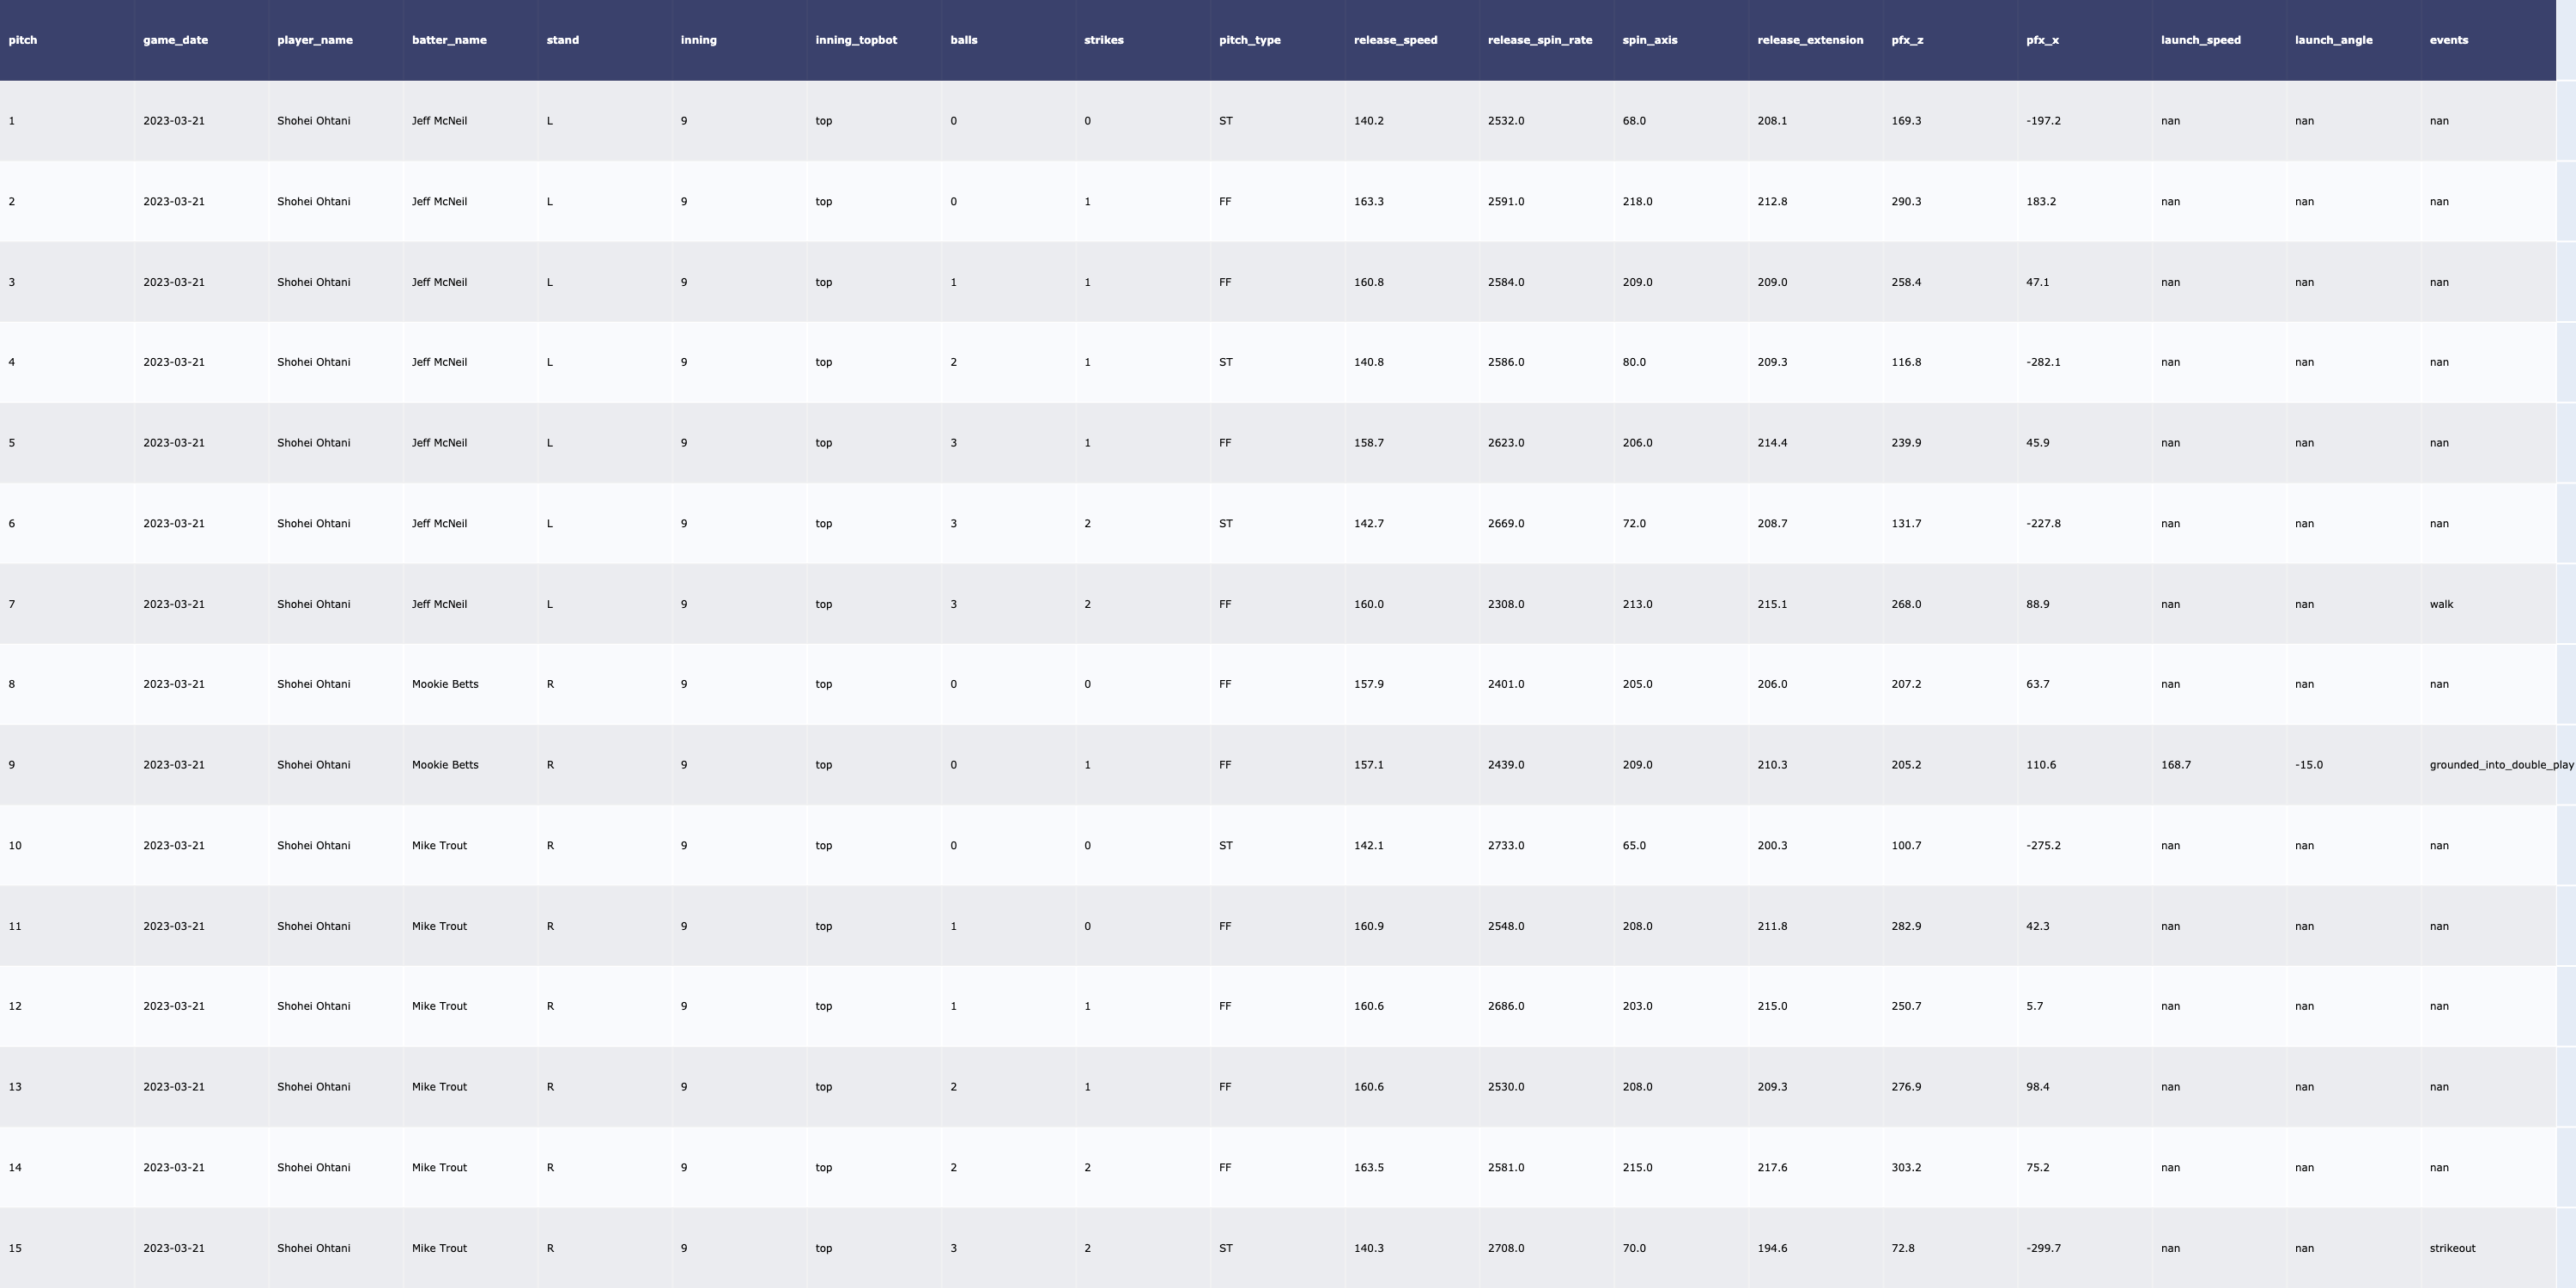 pitch game_date player_name batter_name stand inning inning_topbot balls strikes pitch_type release_speed release_spin_rate spin_axis release_extension pfx_z pfx_x launch_speed launch_angle events
1 2023-03-21 Shohei Ohtani Jeff McNeil L 9 top 0 0 ST 140.2 2532.0 68.0 208.1 169.3 -197.2 nan nan nan
2 2023-03-21 Shohei Ohtani Jeff McNeil L 9 top 0 1 FF 163.3 2591.0 218.0 212.8 290.3 183.2 nan nan nan
3 2023-03-21 Shohei Ohtani Jeff McNeil L 9 top 1 1 FF 160.8 2584.0 209.0 209.0 258.4 47.1 nan nan nan
4 2023-03-21 Shohei Ohtani Jeff McNeil L 9 top 2 1 ST 140.8 2586.0 80.0 209.3 116.8 -282.1 nan nan nan
5 2023-03-21 Shohei Ohtani Jeff McNeil L 9 top 3 1 FF 158.7 2623.0 206.0 214.4 239.9 45.9 nan nan nan
6 2023-03-21 Shohei Ohtani Jeff McNeil L 9 top 3 2 ST 142.7 2669.0 72.0 208.7 131.7 -227.8 nan nan nan
7 2023-03-21 Shohei Ohtani Jeff McNeil L 9 top 3 2 FF 160.0 2308.0 213.0 215.1 268.0 88.9 nan nan walk
8 2023-03-21 Shohei Ohtani Mookie Betts R 9 top 0 0 FF 157.9 2401.0 205.0 206.0 207.2 63.7 nan nan nan
9 2023-03-21 Shohei Ohtani Mookie Betts R 9 top 0 1 FF 157.1 2439.0 209.0 210.3 205.2 110.6 168.7 -15.0 grounded_into_double_play
10 2023-03-21 Shohei Ohtani Mike Trout R 9 top 0 0 ST 142.1 2733.0 65.0 200.3 100.7 -275.2 nan nan nan
11 2023-03-21 Shohei Ohtani Mike Trout R 9 top 1 0 FF 160.9 2548.0 208.0 211.8 282.9 42.3 nan nan nan
12 2023-03-21 Shohei Ohtani Mike Trout R 9 top 1 1 FF 160.6 2686.0 203.0 215.0 250.7 5.7 nan nan nan
13 2023-03-21 Shohei Ohtani Mike Trout R 9 top 2 1 FF 160.6 2530.0 208.0 209.3 276.9 98.4 nan nan nan
14 2023-03-21 Shohei Ohtani Mike Trout R 9 top 2 2 FF 163.5 2581.0 215.0 217.6 303.2 75.2 nan nan nan
15 2023-03-21 Shohei Ohtani Mike Trout R 9 top 3 2 ST 140.3 2708.0 70.0 194.6 72.8 -299.7 nan nan strikeout